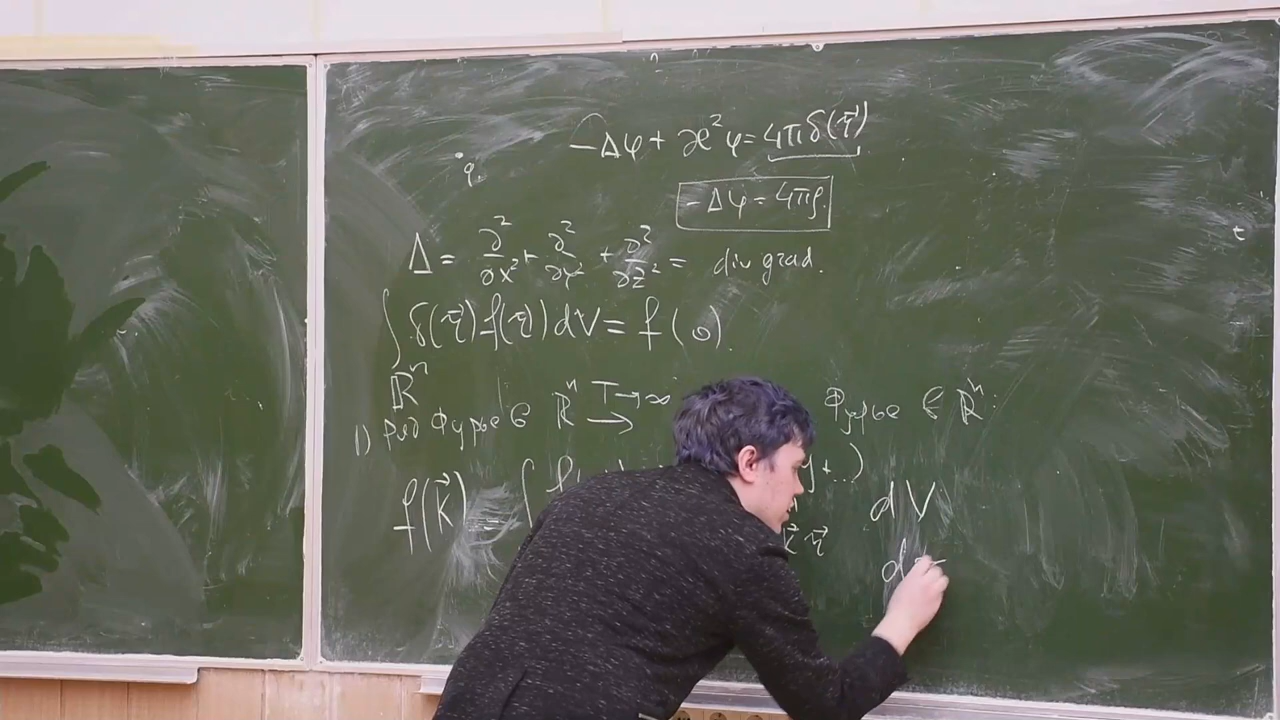 −Δφ + æ²φ = 4πδ(r⃗)
q.
−Δφ = 4πρ.
Δ = ∂²/∂x² + ∂²/∂y² + ∂²/∂z² = div grad.
∫ δ(r⃗) f(r⃗) dV = f(0).
ℝⁿ
1) Ряд Фурье в ℝⁿ T→∞ → Фурье в ℝⁿ.
f(k⃗) = ∫ +..) dV
k⃗ r⃗
d
t